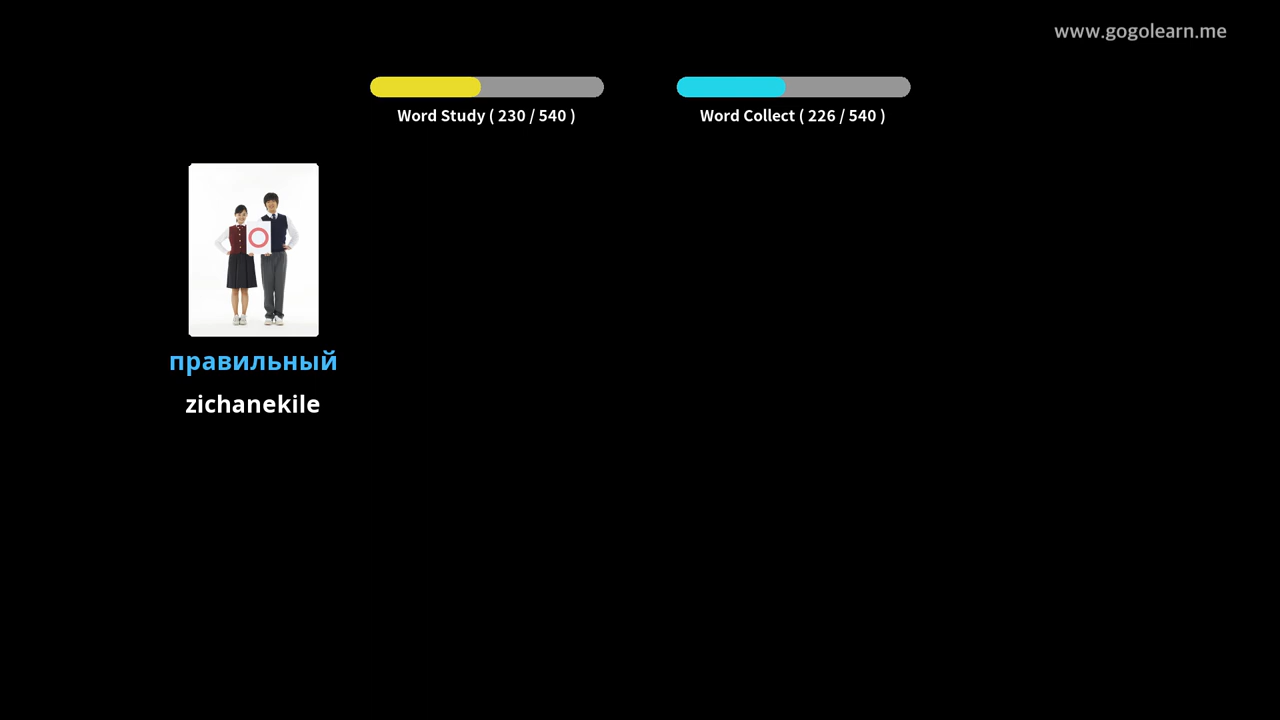 www.gogolearn.me
Word Study ( 230 / 540 )
Word Collect ( 226 / 540 )
правильный
zichanekile